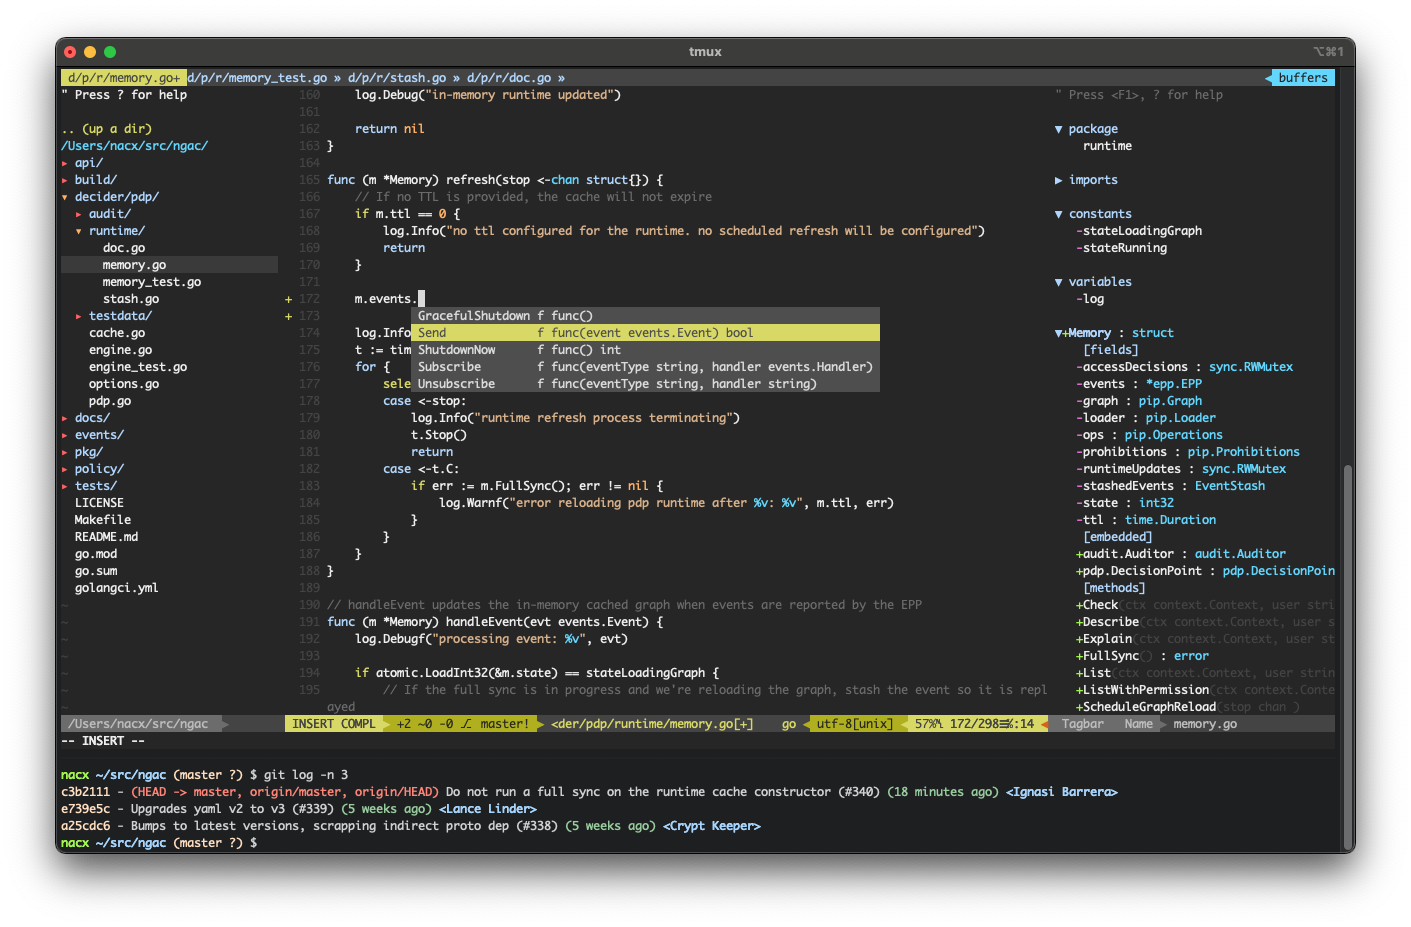 tmux
⌥⌘1
d/p/r/memory.go+ d/p/r/memory_test.go » d/p/r/stash.go » d/p/r/doc.go »
buffers
" Press ? for help
.. (up a dir)
/Users/nacx/src/ngac/
▸ api/
▸ build/
▾ decider/pdp/
▸ audit/
▾ runtime/
doc.go
memory.go
memory_test.go
stash.go
▸ testdata/
cache.go
engine.go
engine_test.go
options.go
pdp.go
▸ docs/
▸ events/
▸ pkg/
▸ policy/
▸ tests/
LICENSE
Makefile
README.md
go.mod
go.sum
golangci.yml
~
~
~
~
~
~
~
160     log.Debug("in-memory runtime updated")
161
162     return nil
163 }
164
165 func (m *Memory) refresh(stop <-chan struct{}) {
166     // If no TTL is provided, the cache will not expire
167     if m.ttl == 0 {
168         log.Info("no ttl configured for the runtime. no scheduled refresh will be configured")
169         return
170     }
171
+ 172     m.events.
+ 173
174     log.Info
175     t := tim
176     for {
177         sele
GracefulShutdown f func()
Send f func(event events.Event) bool
ShutdownNow f func() int
Subscribe f func(eventType string, handler events.Handler)
Unsubscribe f func(eventType string, handler string)
178         case <-stop:
179             log.Info("runtime refresh process terminating")
180             t.Stop()
181             return
182         case <-t.C:
183             if err := m.FullSync(); err != nil {
184                 log.Warnf("error reloading pdp runtime after %v: %v", m.ttl, err)
185             }
186         }
187     }
188 }
189
190 // handleEvent updates the in-memory cached graph when events are reported by the EPP
191 func (m *Memory) handleEvent(evt events.Event) {
192     log.Debugf("processing event: %v", evt)
193
194     if atomic.LoadInt32(&m.state) == stateLoadingGraph {
195         // If the full sync is in progress and we're reloading the graph, stash the event so it is repl
ayed
" Press <F1>, ? for help
▼ package
runtime
▶ imports
▼ constants
-stateLoadingGraph
-stateRunning
▼ variables
-log
▼+Memory : struct
[fields]
-accessDecisions : sync.RWMutex
-events : *epp.EPP
-graph : pip.Graph
-loader : pip.Loader
-ops : pip.Operations
-prohibitions : pip.Prohibitions
-runtimeUpdates : sync.RWMutex
-stashedEvents : EventStash
-state : int32
-ttl : time.Duration
[embedded]
+audit.Auditor : audit.Auditor
+pdp.DecisionPoint : pdp.DecisionPoin
[methods]
+Check(ctx context.Context, user stri
+Describe(ctx context.Context, user s
+Explain(ctx context.Context, user st
+FullSync() : error
+List(ctx context.Context, user strin
+ListWithPermission(ctx context.Conte
+ScheduleGraphReload(stop chan )
/Users/nacx/src/ngac
INSERT COMPL +2 ~0 -0 ⎇ master! <der/pdp/runtime/memory.go[+] go utf-8[unix] 57% 172/298 :14
Tagbar Name memory.go
-- INSERT --
nacx ~/src/ngac (master ?) $ git log -n 3
c3b2111 - (HEAD -> master, origin/master, origin/HEAD) Do not run a full sync on the runtime cache constructor (#340) (18 minutes ago) <Ignasi Barrera>
e739e5c - Upgrades yaml v2 to v3 (#339) (5 weeks ago) <Lance Linder>
a25cdc6 - Bumps to latest versions, scrapping indirect proto dep (#338) (5 weeks ago) <Crypt Keeper>
nacx ~/src/ngac (master ?) $